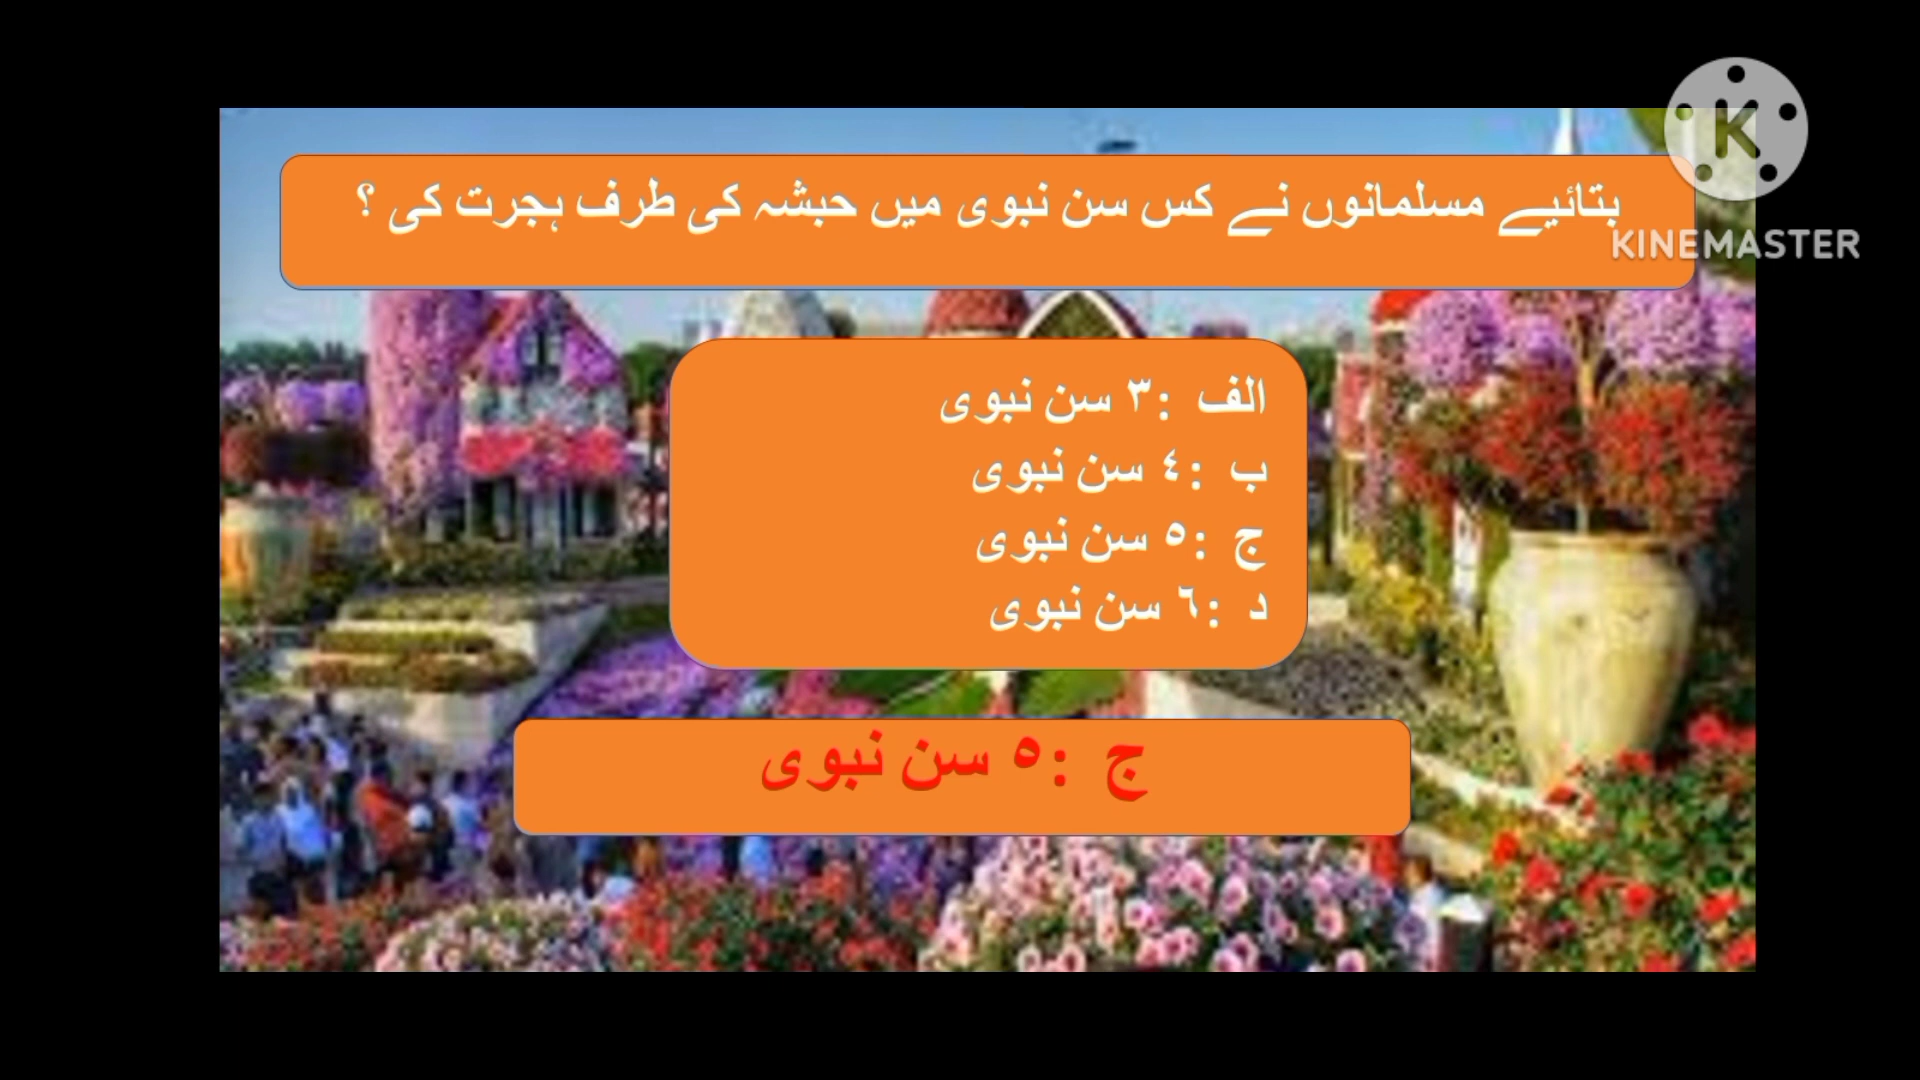 بتائیے مسلمانوں نے کس سن نبوی میں حبشہ کی طرف ہجرت کی ؟
K
KINEMASTER
الف :٣ سن نبوی
ب :٤ سن نبوی
ج :٥ سن نبوی
د :٦ سن نبوی
ج :٥ سن نبوی